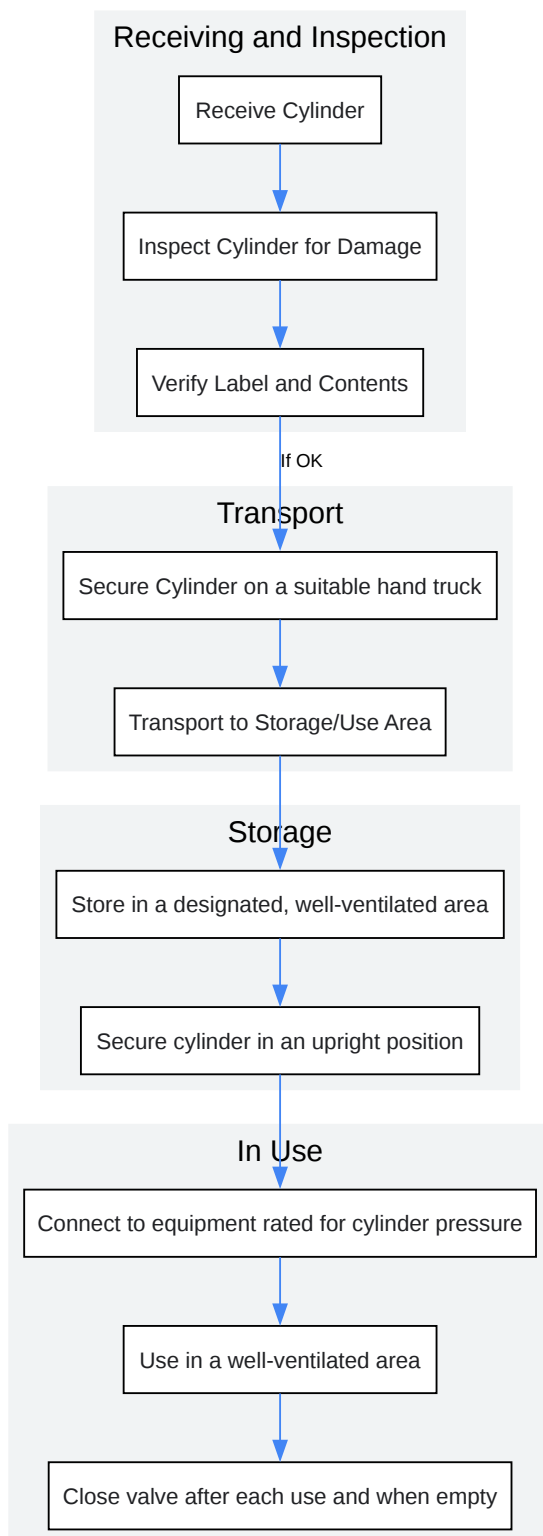 Receiving and Inspection
Receive Cylinder
Inspect Cylinder for Damage
Verify Label and Contents
If OK
Transport
Secure Cylinder on a suitable hand truck
Transport to Storage/Use Area
Storage
Store in a designated, well-ventilated area
Secure cylinder in an upright position
In Use
Connect to equipment rated for cylinder pressure
Use in a well-ventilated area
Close valve after each use and when empty